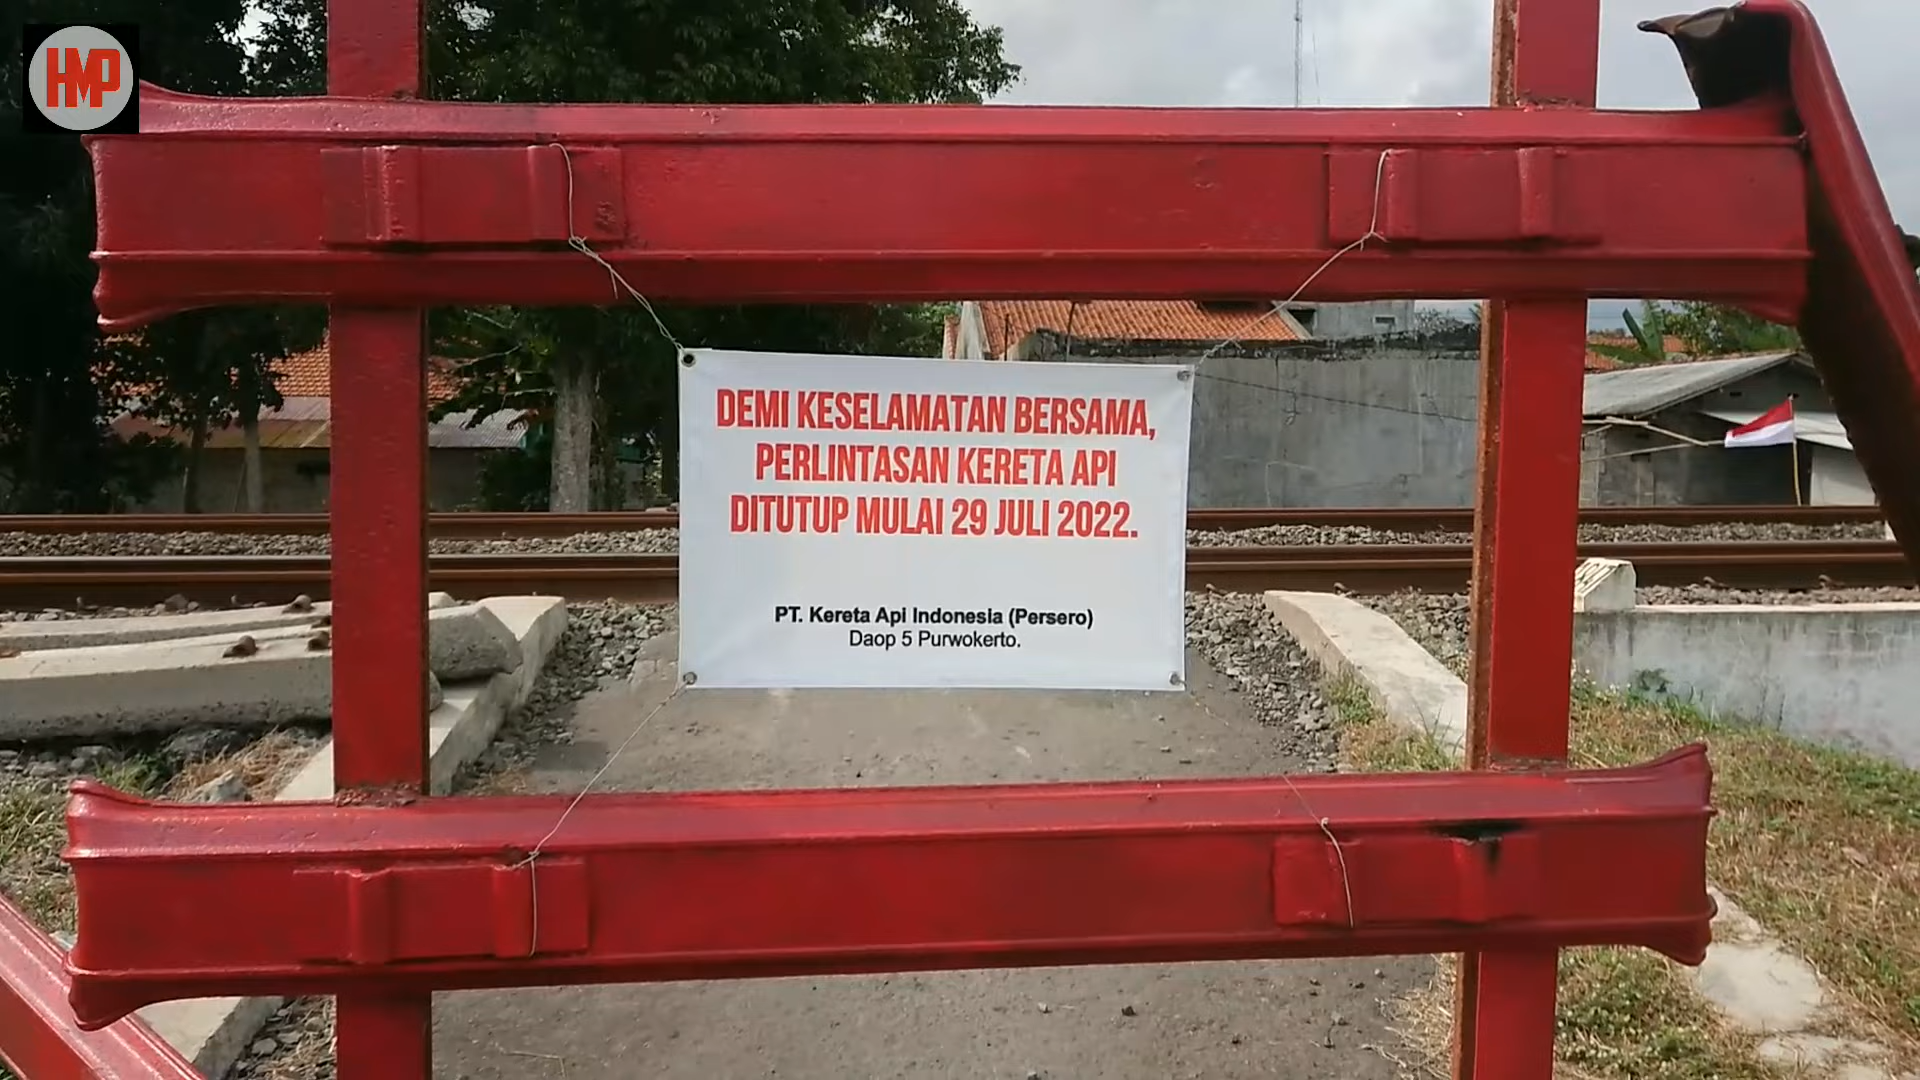 HMP
DEMI KESELAMATAN BERSAMA,
PERLINTASAN KERETA API
DITUTUP MULAI 29 JULI 2022.
PT. Kereta Api Indonesia (Persero)
Daop 5 Purwokerto.